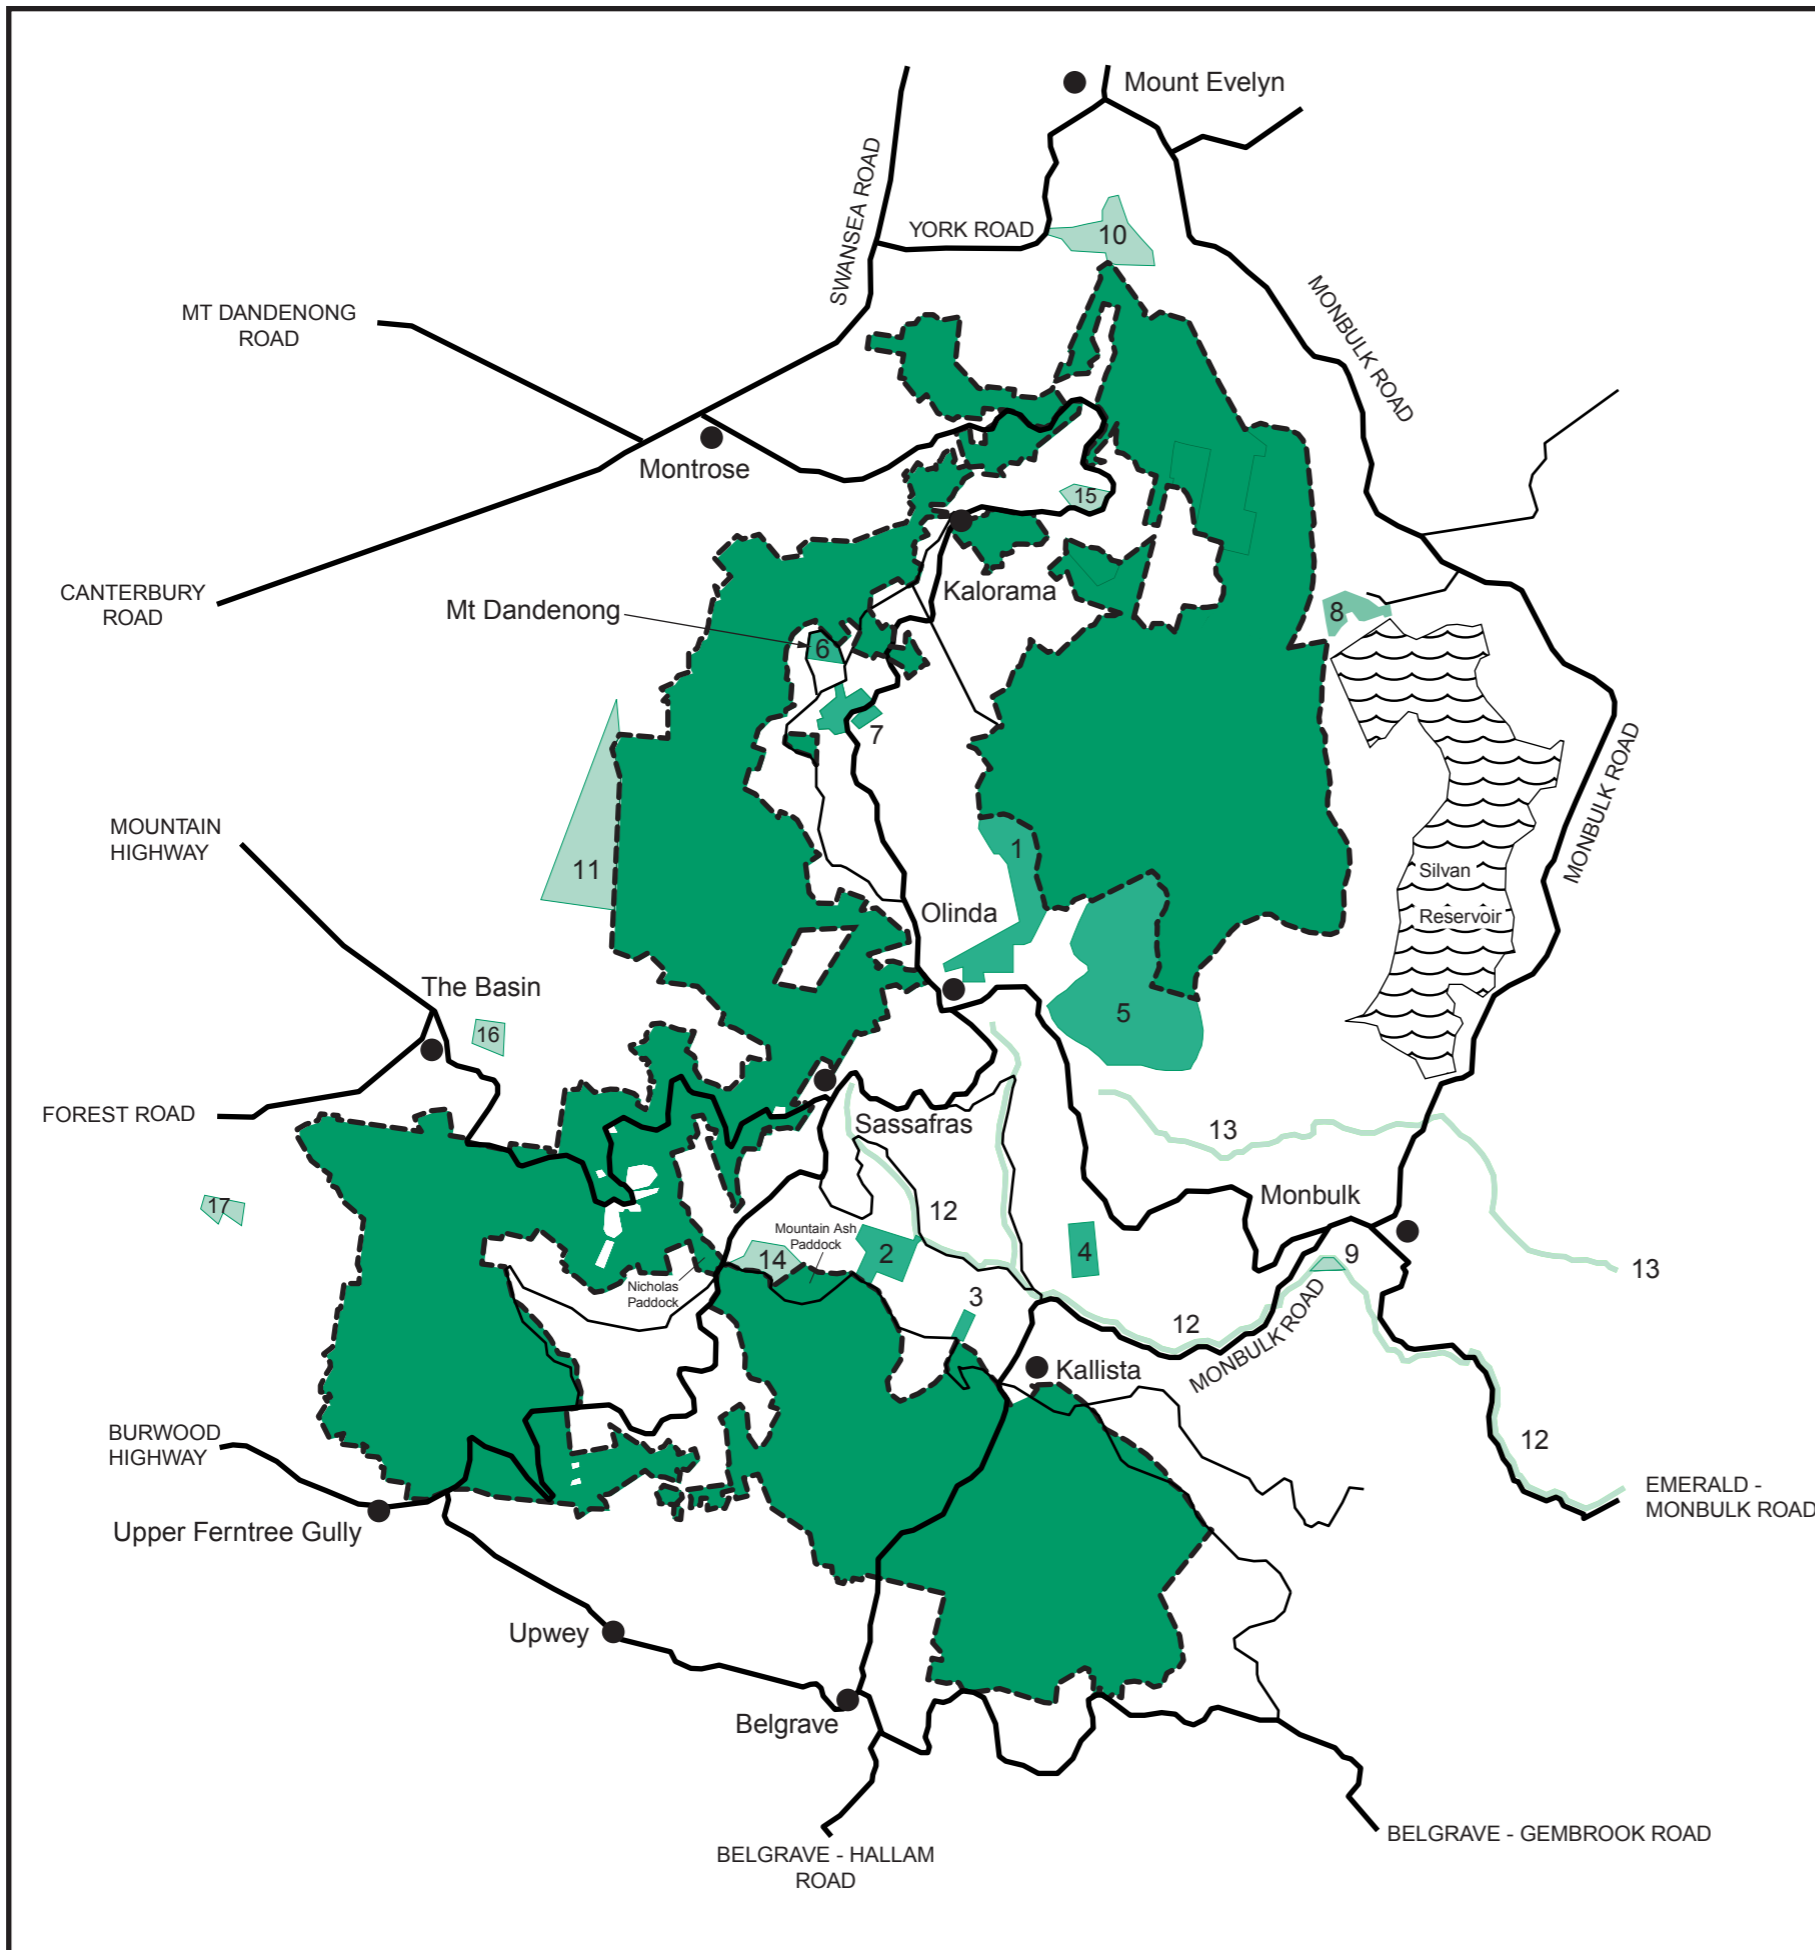 Mount Evelyn
SWANSEA ROAD
YORK ROAD
10
MONBULK ROAD
MT DANDENONG
ROAD
Montrose
15
CANTERBURY
ROAD
Kalorama
Mt Dandenong
8
6
7
MONBULK ROAD
MOUNTAIN
HIGHWAY
11
1
Silvan
Reservoir
Olinda
The Basin
5
16
FOREST ROAD
Sassafras
13
17
12
Monbulk
Mountain Ash
Paddock
14
2
4
9
13
Nicholas
Paddock
3
12
MONBULK ROAD
Kallista
BURWOOD
HIGHWAY
12
EMERALD -
MONBULK ROAD
Upper Ferntree Gully
Upwey
Belgrave
BELGRAVE - GEMBROOK ROAD
BELGRAVE - HALLAM
ROAD